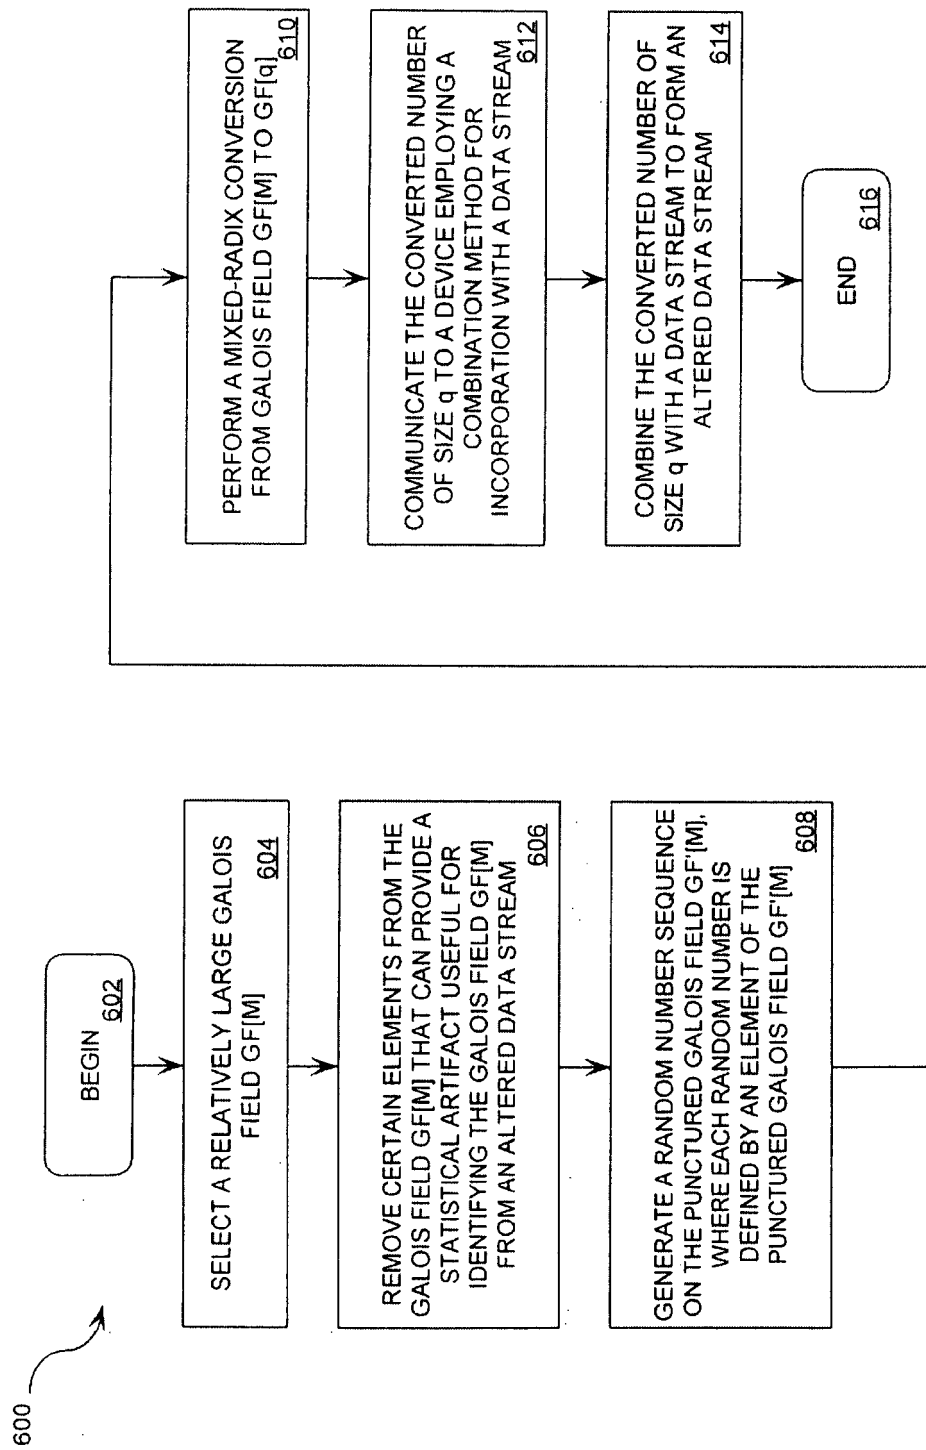 600
BEGIN
602
SELECT A RELATIVELY LARGE GALOIS
FIELD GF[M]
604
REMOVE CERTAIN ELEMENTS FROM THE
GALOIS FIELD GF[M] THAT CAN PROVIDE A
STATISTICAL ARTIFACT USEFUL FOR
IDENTIFYING THE GALOIS FIELD GF[M]
FROM AN ALTERED DATA STREAM
606
GENERATE A RANDOM NUMBER SEQUENCE
ON THE PUNCTURED GALOIS FIELD GF'[M],
WHERE EACH RANDOM NUMBER IS
DEFINED BY AN ELEMENT OF THE
PUNCTURED GALOIS FIELD GF'[M]
608
PERFORM A MIXED-RADIX CONVERSION
FROM GALOIS FIELD GF[M] TO GF[q]
610
COMMUNICATE THE CONVERTED NUMBER
OF SIZE q TO A DEVICE EMPLOYING A
COMBINATION METHOD FOR
INCORPORATION WITH A DATA STREAM
612
COMBINE THE CONVERTED NUMBER OF
SIZE q WITH A DATA STREAM TO FORM AN
ALTERED DATA STREAM
614
END
616